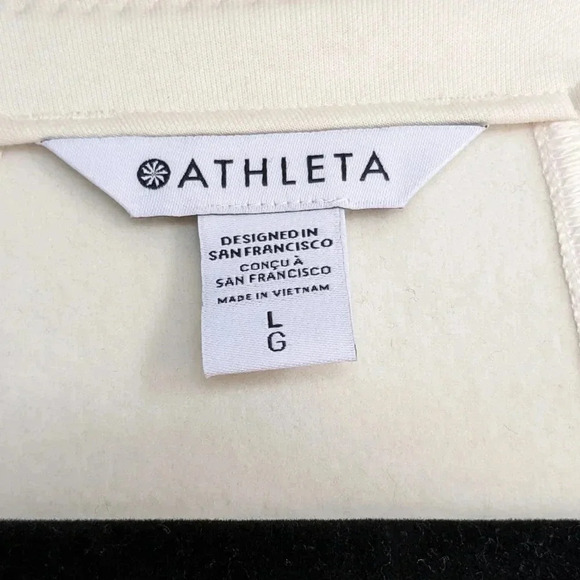 ATHLETA
DESIGNED IN
SAN FRANCISCO
CONÇU À
SAN FRANCISCO
MADE IN VIETNAM
L
G